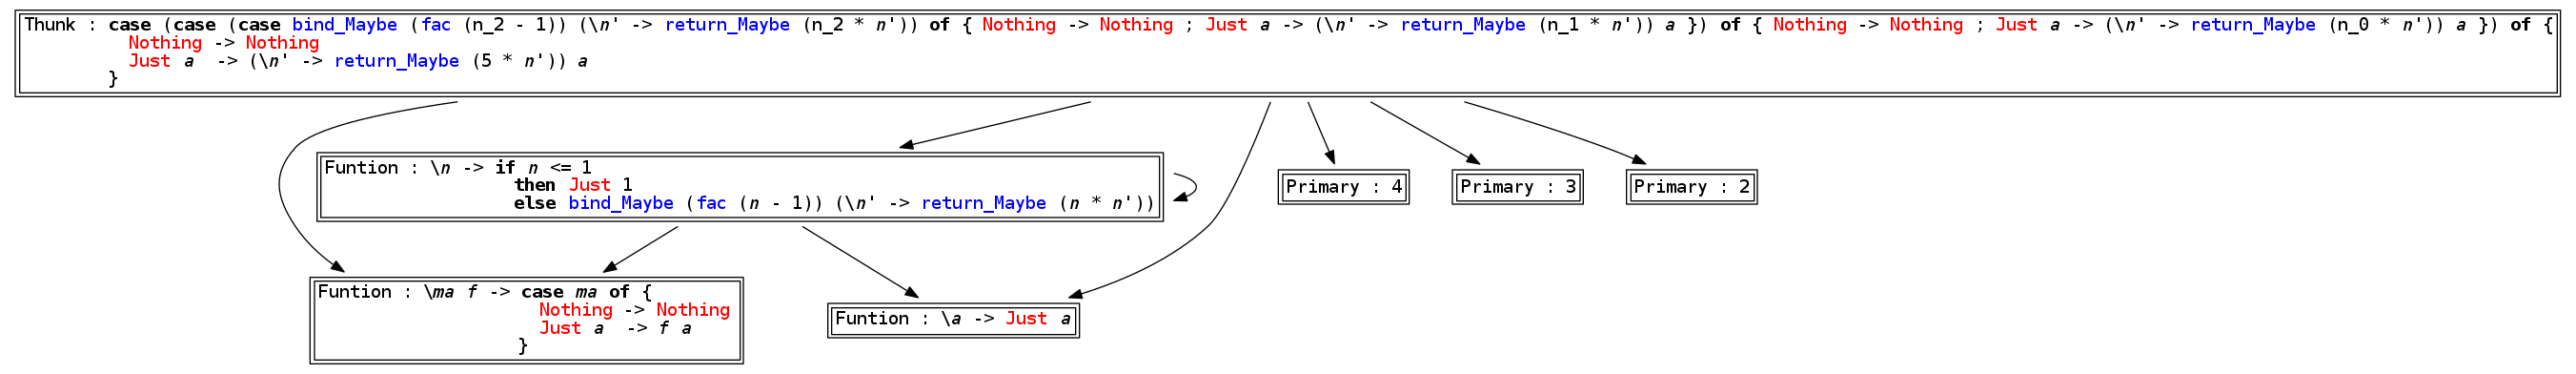 Thunk : case (case (case bind_Maybe (fac (n_2 - 1)) (\n' -> return_Maybe (n_2 * n')) of { Nothing -> Nothing ; Just a -> (\n' -> return_Maybe (n_1 * n')) a }) of { Nothing -> Nothing ; Just a -> (\n' -> return_Maybe (n_0 * n')) a }) of {
Nothing -> Nothing
Just a  -> (\n' -> return_Maybe (5 * n')) a
}
Funtion : \n -> if n <= 1
then Just 1
else bind_Maybe (fac (n - 1)) (\n' -> return_Maybe (n * n'))
Primary : 4
Primary : 3
Primary : 2
Funtion : \ma f -> case ma of {
Nothing -> Nothing
Just a  -> f a
}
Funtion : \a -> Just a